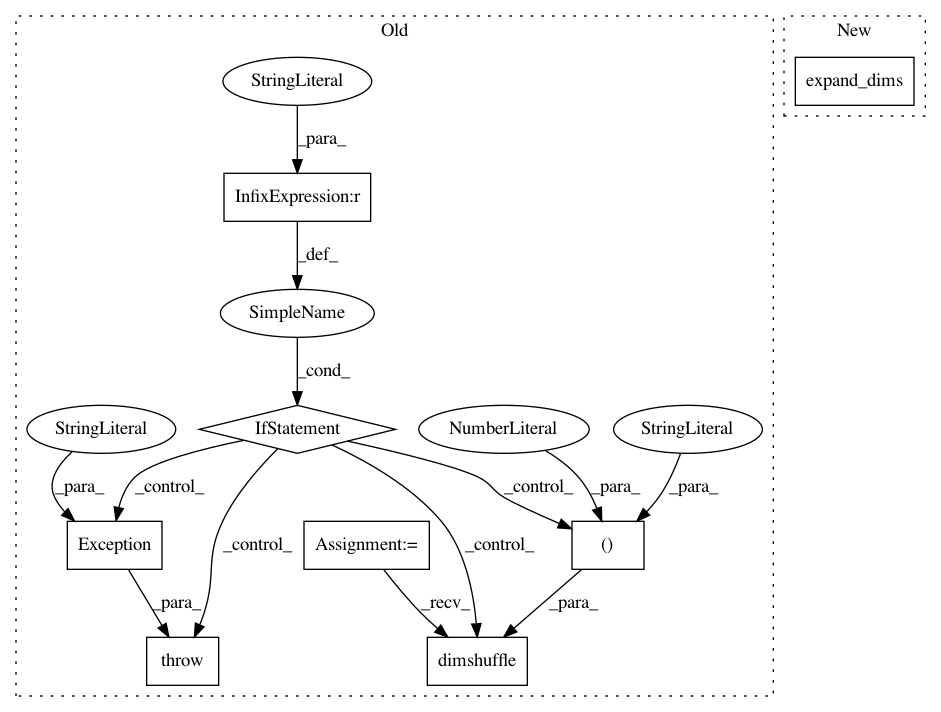 Old
New
StringLiteral
expand_dims
_para_
InfixExpression:r
_def_
SimpleName
_cond_
StringLiteral
IfStatement
NumberLiteral
StringLiteral
_para_
_control_
_control_
_para_
_para_
Exception
Assignment:=
()
_control_
_control_
_para_
_recv_
_para_
throw
dimshuffle